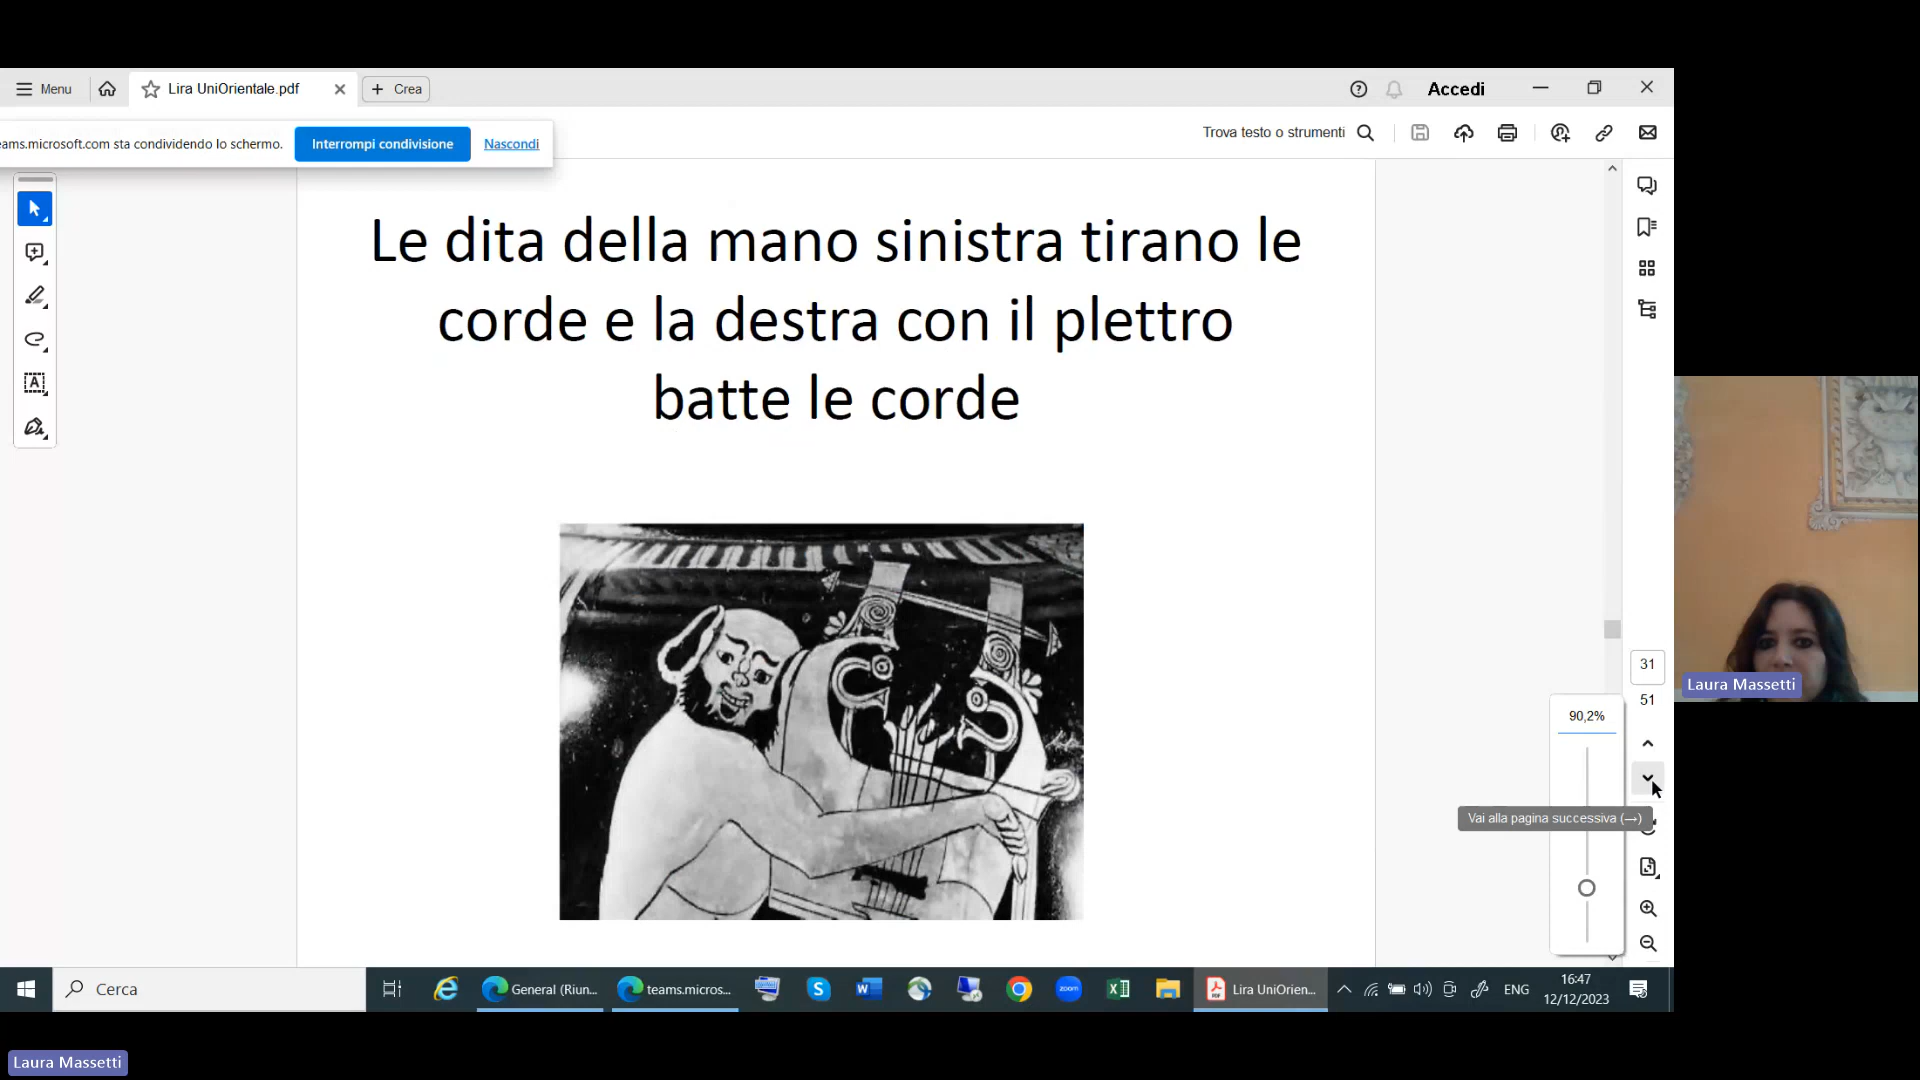 Menu
Lira UniOrientale.pdf
Crea
Accedi
eams.microsoft.com sta condividendo lo schermo.
Interrompi condivisione
Nascondi
Trova testo o strumenti
Le dita della mano sinistra tirano le
corde e la destra con il plettro
batte le corde
31
51
90,2%
Vai alla pagina successiva (→)
Laura Massetti
Cerca
General (Riun...
teams.micros...
zoom
Lira UniOrien...
ENG
16:47
12/12/2023
Laura Massetti